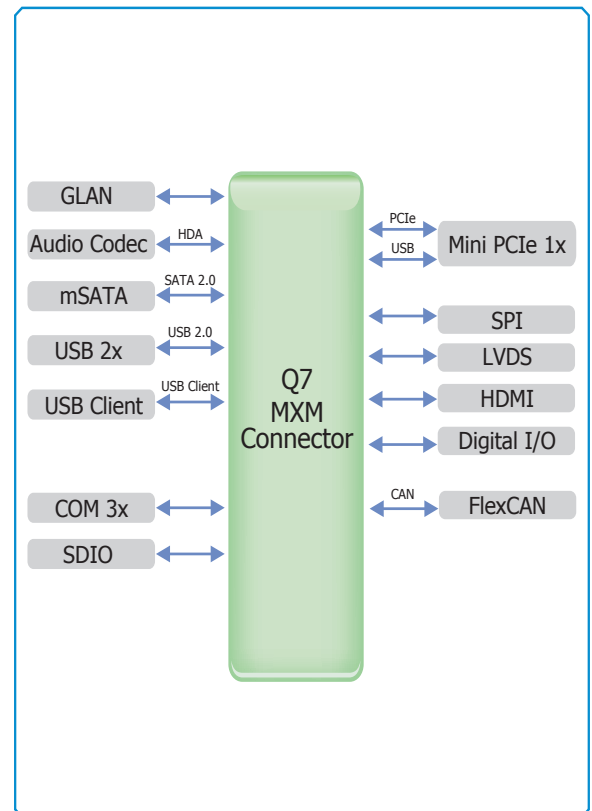 GLAN
Audio Codec
HDA
mSATA
SATA 2.0
USB 2x
USB 2.0
USB Client
USB Client
COM 3x
SDIO
Q7
MXM
Connector
PCIe
USB
Mini PCIe 1x
SPI
LVDS
HDMI
Digital I/O
CAN
FlexCAN